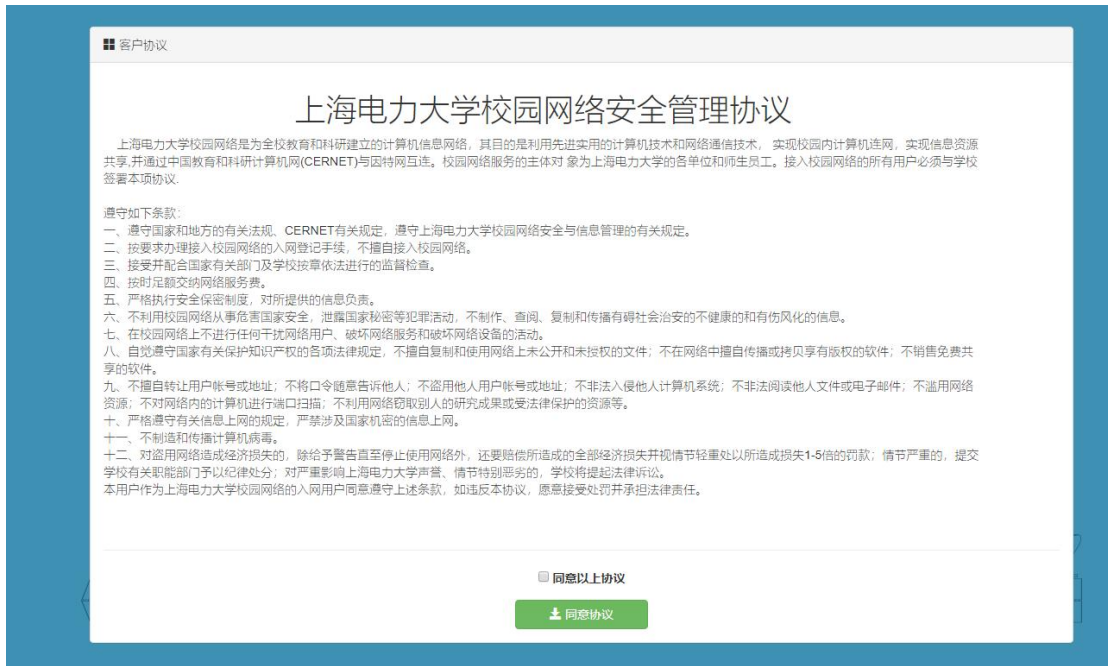 客户协议
上海电力大学校园网络安全管理协议
上海电力大学校园网络是为全校教育和科研建立的计算机信息网络，其目的是利用先进实用的计算机技术和网络通信技术， 实现校园内计算机连网，实现信息资源
共享,并通过中国教育和科研计算机网(CERNET)与因特网互连。校园网络服务的主体对 象为上海电力大学的各单位和师生员工。接入校园网络的所有用户必须与学校
签署本项协议.
遵守如下条款:
一、遵守国家和地方的有关法规、CERNET有关规定，遵守上海电力大学校园网络安全与信息管理的有关规定。
二、按要求办理接入校园网络的入网登记手续，不擅自接入校园网络。
三、接受并配合国家有关部门及学校按章依法进行的监督检查。
四、按时足额交纳网络服务费。
五、严格执行安全保密制度，对所提供的信息负责。
六、不利用校园网络从事危害国家安全，泄露国家秘密等犯罪活动，不制作、查阅、复制和传播有碍社会治安的不健康的和有伤风化的信息。
七、在校园网络上不进行任何干扰网络用户、破坏网络服务和破坏网络设备的活动。
八、自觉遵守国家有关保护知识产权的各项法律规定，不擅自复制和使用网络上未公开和未授权的文件；不在网络中擅自传播或拷贝享有版权的软件；不销售免费共
享的软件。
九、不擅自转让用户帐号或地址；不将口令随意告诉他人；不盗用他人用户帐号或地址；不非法入侵他人计算机系统；不非法阅读他人文件或电子邮件；不滥用网络
资源；不对网络内的计算机进行端口扫描；不利用网络窃取别人的研究成果或受法律保护的资源等。
十、严格遵守有关信息上网的规定，严禁涉及国家机密的信息上网。
十一、不制造和传播计算机病毒。
十二、对盗用网络造成经济损失的，除给予警告直至停止使用网络外，还要赔偿所造成的全部经济损失并视情节轻重处以所造成损失1-5倍的罚款；情节严重的，提交
学校有关职能部门予以纪律处分；对严重影响上海电力大学声誉、情节特别恶劣的，学校将提起法律诉讼。
本用户作为上海电力大学校园网络的入网用户同意遵守上述条款，如违反本协议，愿意接受处罚并承担法律责任。
同意以上协议
同意协议